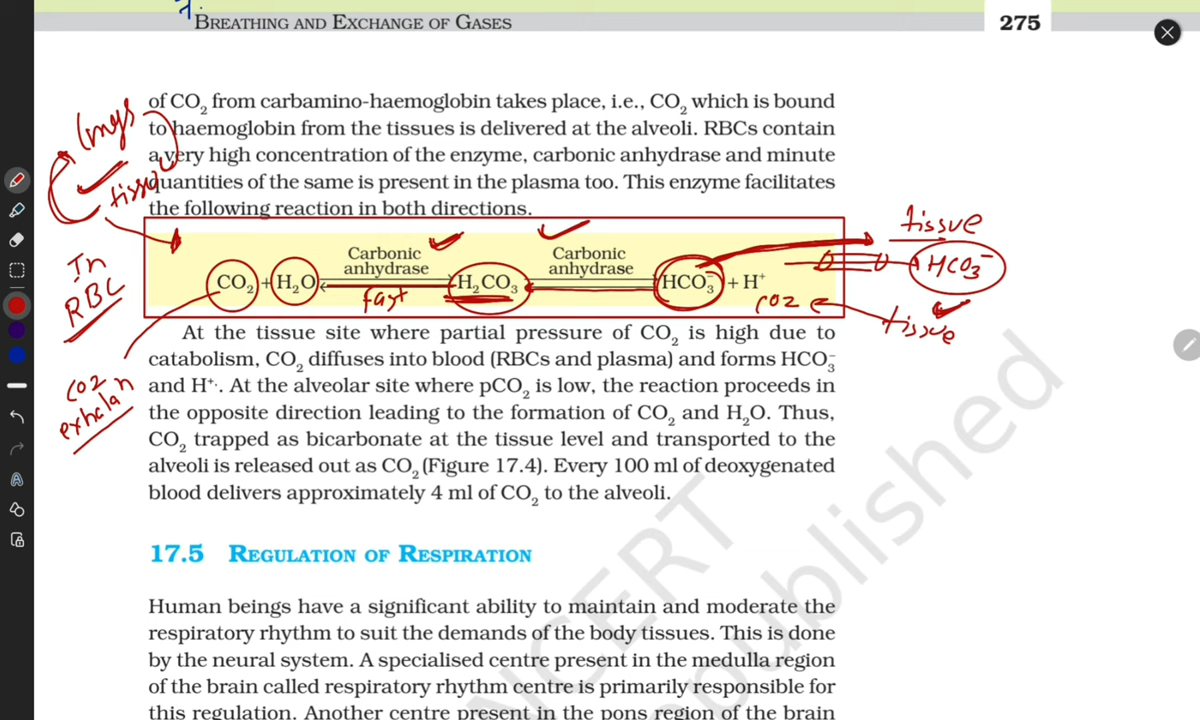 BREATHING AND EXCHANGE OF GASES
275
of CO₂ from carbamino-haemoglobin takes place, i.e., CO₂ which is bound
to haemoglobin from the tissues is delivered at the alveoli. RBCs contain
a very high concentration of the enzyme, carbonic anhydrase and minute
quantities of the same is present in the plasma too. This enzyme facilitates
the following reaction in both directions.
lungs
tissue
In
RBC
Carbonic
anhydrase
Carbonic
anhydrase
CO₂ + H₂O H₂CO₃ HCO₃⁻ + H⁺
fast
CO2
tissue
HCO3⁻
tissue
CO2
exhalan
At the tissue site where partial pressure of CO₂ is high due to
catabolism, CO₂ diffuses into blood (RBCs and plasma) and forms HCO₃⁻
and H⁺. At the alveolar site where pCO₂ is low, the reaction proceeds in
the opposite direction leading to the formation of CO₂ and H₂O. Thus,
CO₂ trapped as bicarbonate at the tissue level and transported to the
alveoli is released out as CO₂ (Figure 17.4). Every 100 ml of deoxygenated
blood delivers approximately 4 ml of CO₂ to the alveoli.
17.5 REGULATION OF RESPIRATION
Human beings have a significant ability to maintain and moderate the
respiratory rhythm to suit the demands of the body tissues. This is done
by the neural system. A specialised centre present in the medulla region
of the brain called respiratory rhythm centre is primarily responsible for
this regulation. Another centre present in the pons region of the brain
NCERT